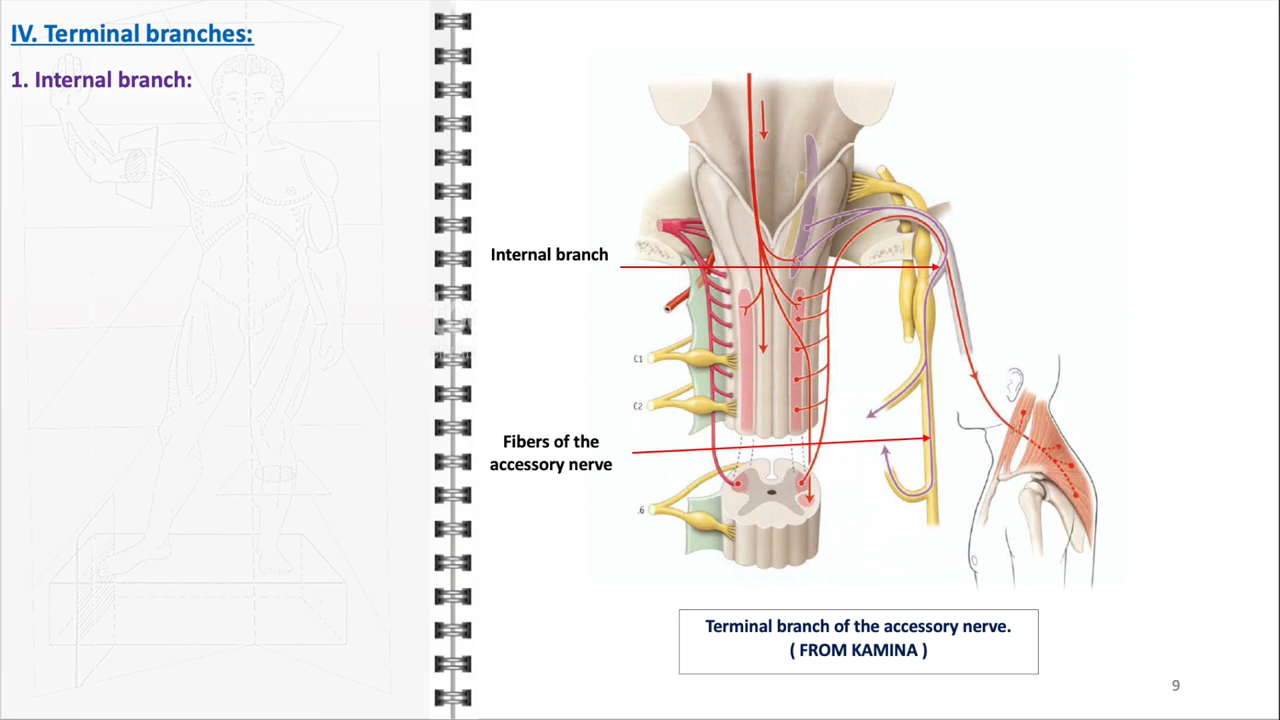 IV. Terminal branches:
1. Internal branch:
Internal branch
C1
C2
Fibers of the
accessory nerve
.6
Terminal branch of the accessory nerve.
( FROM KAMINA )
9